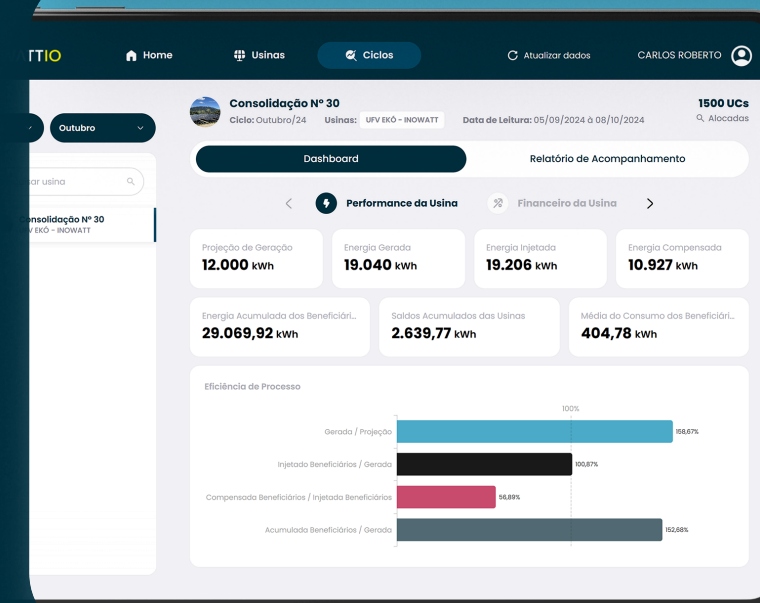 TTIO
Home
Usinas
Ciclos
Atualizar dados
CARLOS ROBERTO
Outubro
sar usina
Consolidação Nº 30
V EKÓ - INOWATT
Consolidação Nº 30
Ciclo: Outubro/24 Usinas: UFV EKÓ - INOWATT Data de Leitura: 05/09/2024 à 08/10/2024
1500 UCs
Alocadas
Dashboard
Relatório de Acompanhamento
Performance da Usina
Financeiro da Usina
Projeção de Geração
12.000 kWh
Energia Gerada
19.040 kWh
Energia Injetada
19.206 kWh
Energia Compensada
10.927 kWh
Energia Acumulada dos Beneficiári...
29.069,92 kWh
Saldos Acumulados das Usinas
2.639,77 kWh
Média do Consumo dos Beneficiári...
404,78 kWh
Eficiência de Processo
100%
Gerada / Projeção
158,67%
Injetado Beneficiários / Gerada
100,87%
Compensada Beneficiários / Injetado Beneficiários
56,89%
Acumulada Beneficiários / Gerada
152,68%